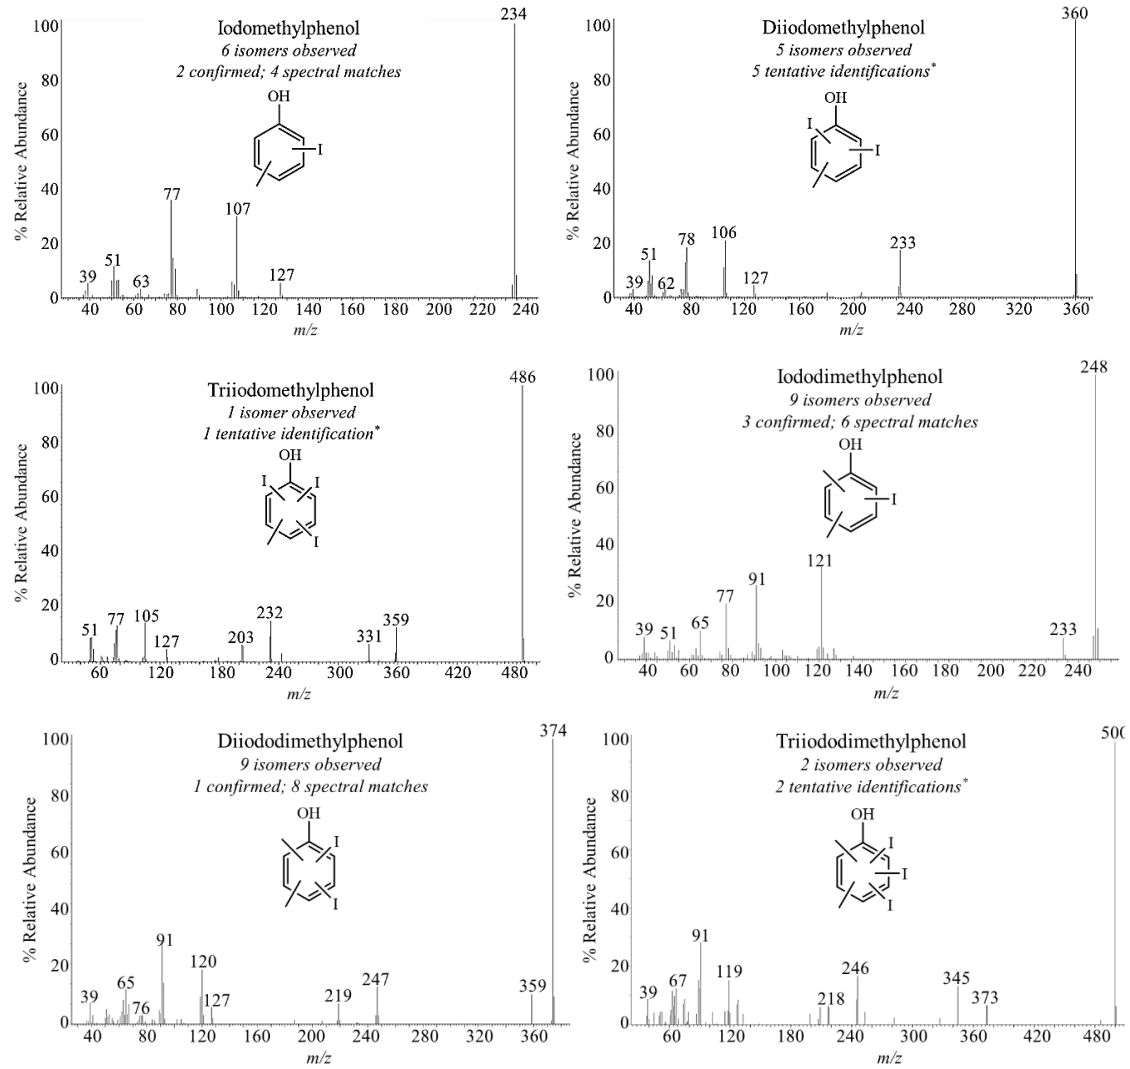 Iodomethylphenol
6 isomers observed
2 confirmed; 4 spectral matches
% Relative Abundance
100
80
60
40
20
0
OH
I
234
77
107
51
39
63
127
40 60 80 100 120 140 160 180 200 220 240
m/z
Diiodomethylphenol
5 isomers observed
5 tentative identifications*
% Relative Abundance
100
80
60
40
20
0
OH
I
I
360
106
78
233
51
39
62
127
40 80 120 160 200 240 280 320 360
m/z
Triiodomethylphenol
1 isomer observed
1 tentative identification*
% Relative Abundance
100
80
60
40
20
0
OH
I I
I
486
51
77
105
127
203
232
331
359
60 120 180 240 300 360 420 480
m/z
Iododimethylphenol
9 isomers observed
3 confirmed; 6 spectral matches
% Relative Abundance
100
80
60
40
20
0
OH
I
248
121
91
77
65
39
51
233
40 60 80 100 120 140 160 180 200 220 240
m/z
Diiododimethylphenol
9 isomers observed
1 confirmed; 8 spectral matches
% Relative Abundance
100
80
60
40
20
0
OH
I
I
374
91
120
65
39
76
127
219
247
359
40 80 120 160 200 240 280 320 360
m/z
Triiododimethylphenol
2 isomers observed
2 tentative identifications*
% Relative Abundance
100
80
60
40
20
0
OH
I
I
I
500
91
119
67
39
218
246
345
373
60 120 180 240 300 360 420 480
m/z